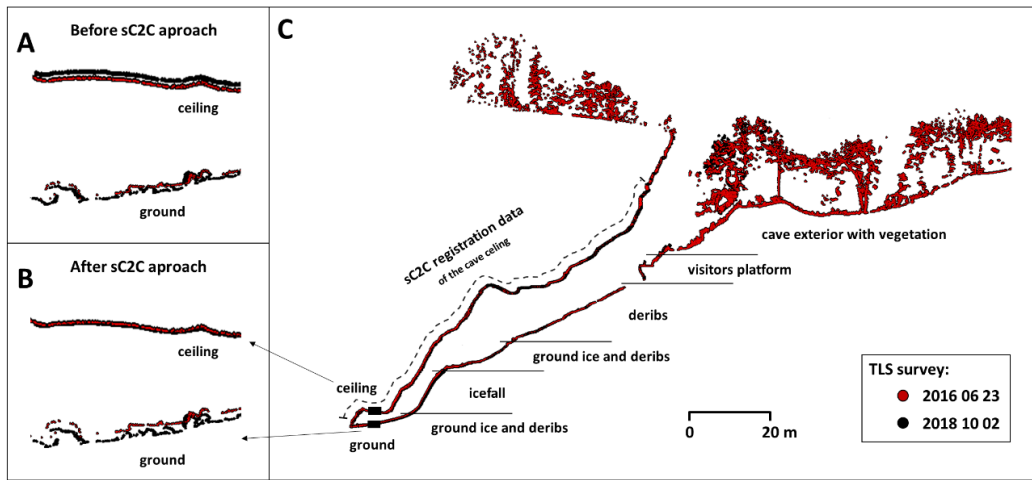 A
Before sC2C aproach
ceiling
ground
B
After sC2C aproach
ceiling
ground
C
sC2C registration data
of the cave ceiing
cave exterior with vegetation
visitors platform
deribs
ground ice and deribs
icefall
ground ice and deribs
ceiling
ground
0 20 m
TLS survey:
2016 06 23
2018 10 02